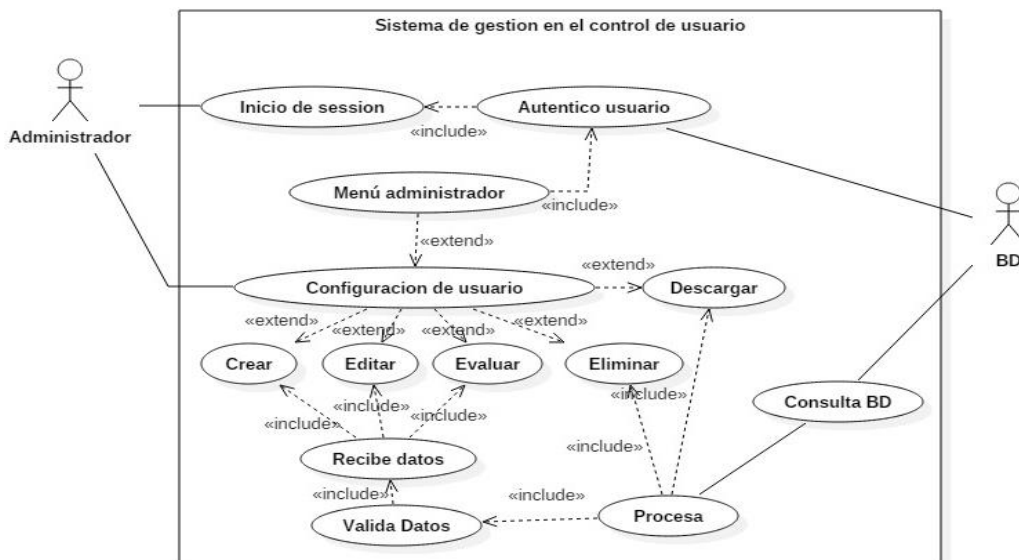 Sistema de gestion en el control de usuario
Administrador
Inicio de session
Autentico usuario
«include»
Menú administrador
«include»
BD
«extend»
Configuracion de usuario
«extend»
Descargar
«extend»
«extend»
«extend»
«extend»
Crear
Editar
Evaluar
Eliminar
Consulta BD
«include»
«include»
«include»
«include»
«include»
Recibe datos
«include»
«include»
Valida Datos
Procesa